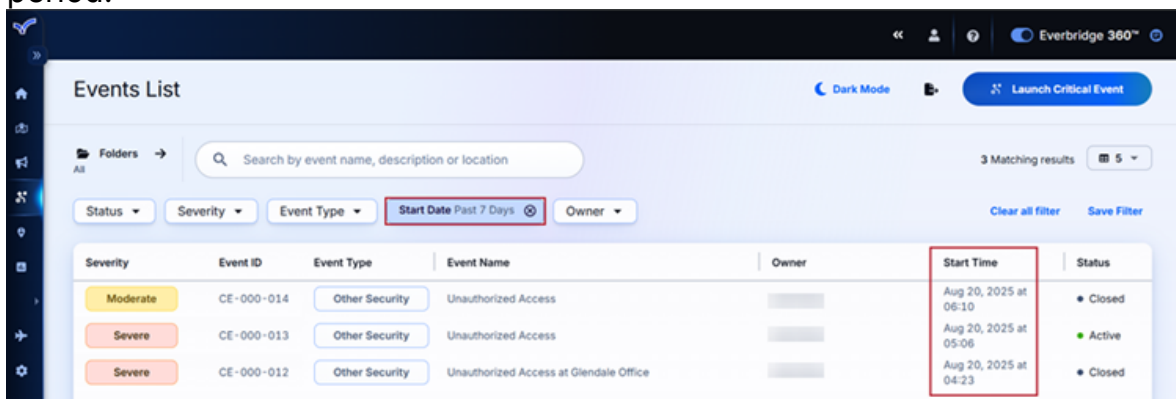 period.
Everbridge 360™
Events List
Dark Mode
Launch Critical Event
Folders
All
Search by event name, description or location
3 Matching results
5
Status
Severity
Event Type
Start Date Past 7 Days
Owner
Clear all filter
Save Filter
Severity Event ID Event Type Event Name Owner Start Time Status
Moderate CE-000-014 Other Security Unauthorized Access Aug 20, 2025 at
06:10 Closed
Severe CE-000-013 Other Security Unauthorized Access Aug 20, 2025 at
05:06 Active
Severe CE-000-012 Other Security Unauthorized Access at Glendale Office Aug 20, 2025 at
04:23 Closed